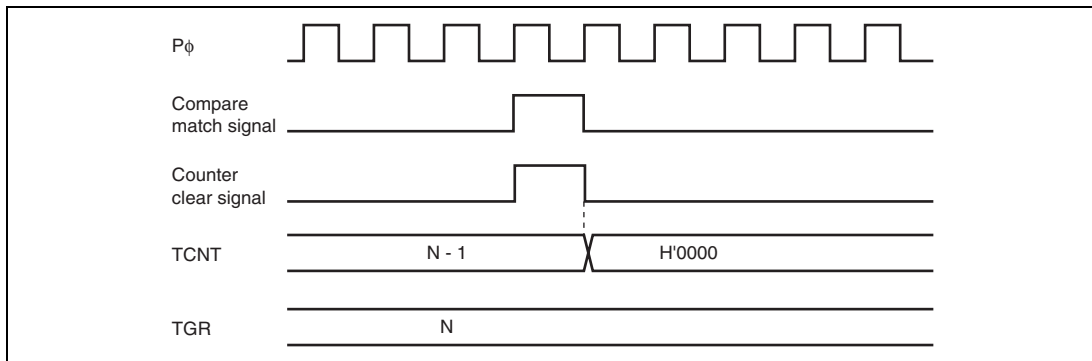 Pϕ
Compare
match signal
Counter
clear signal
TCNT
N - 1
H'0000
TGR
N